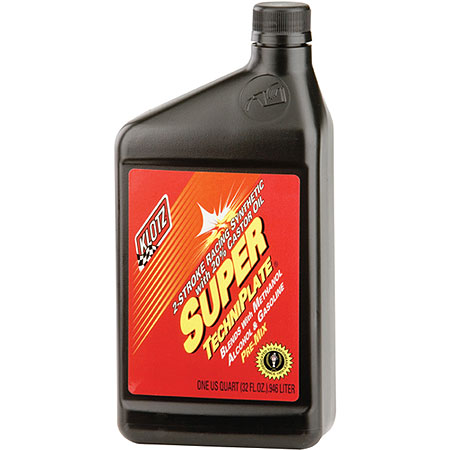 KLOTZ
2-STROKE RACING SYNTHETIC
with 20% CASTOR OIL
SUPER
TECHNIPLATE
BLENDS WITH METHANOL
ALCOHOL & GASOLINE
PRE-MIX
ONE US QUART (32 FL.OZ.) .946 LITER